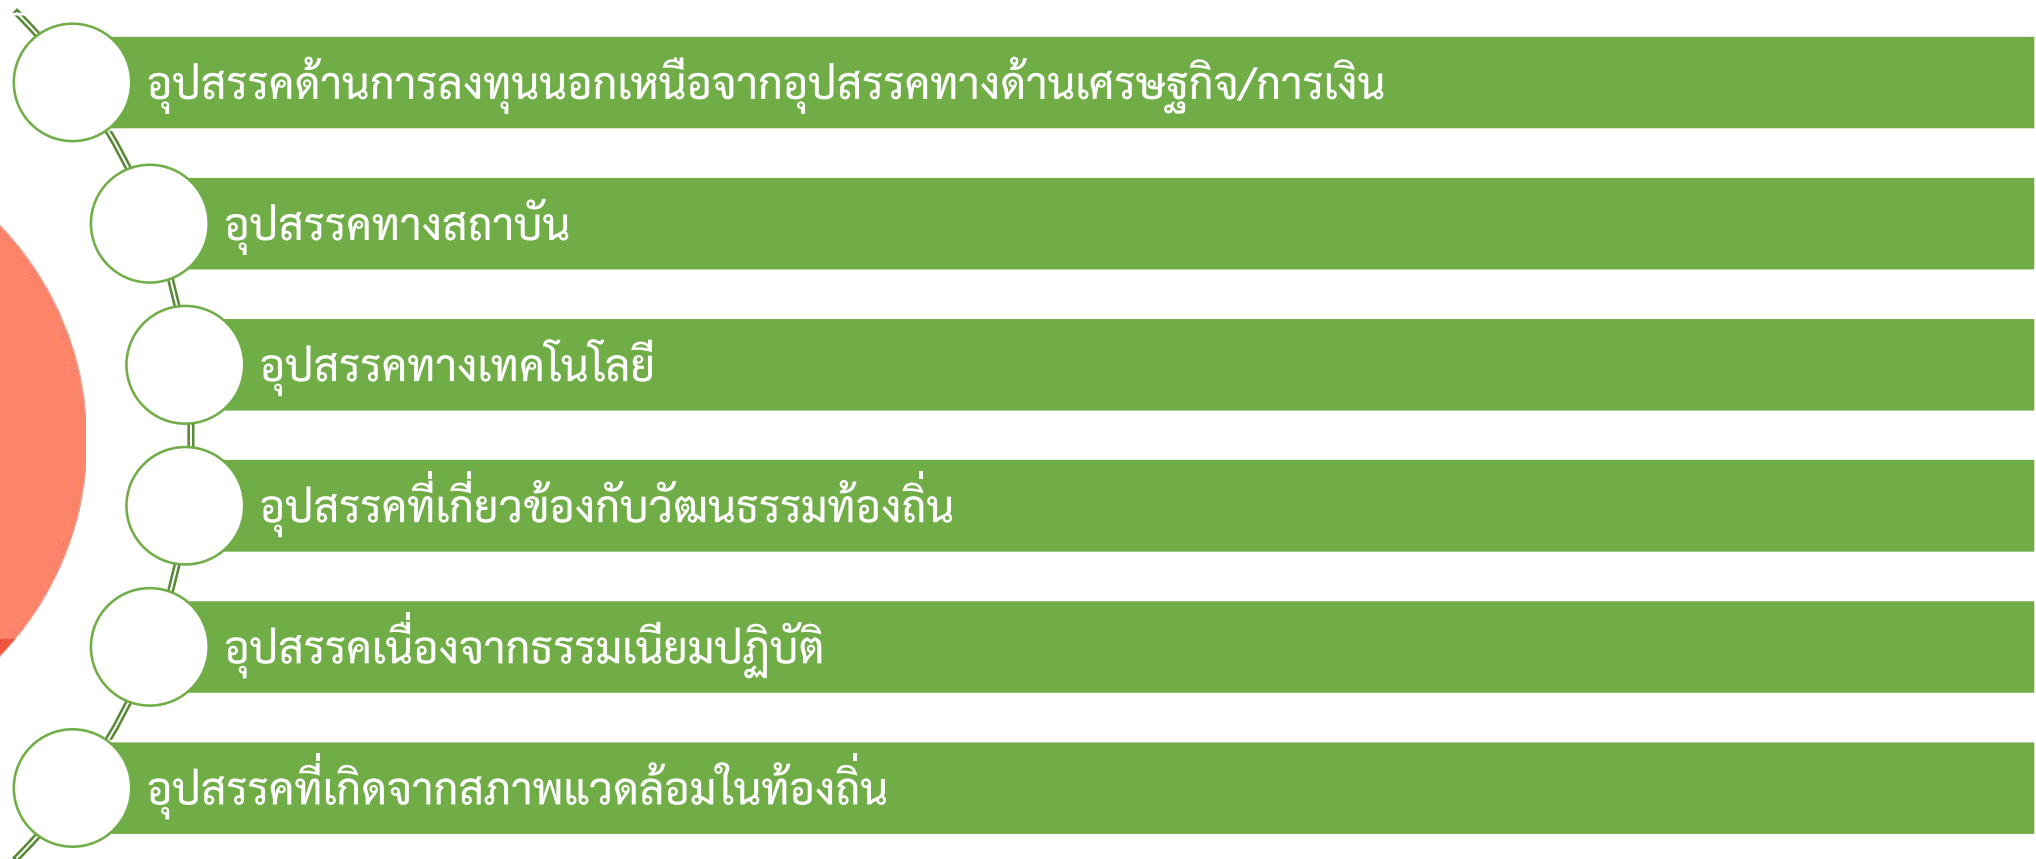 อุปสรรคด้านการลงทุนนอกเหนือจากอุปสรรคทางด้านเศรษฐกิจ/การเงิน
อุปสรรคทางสถาบัน
อุปสรรคทางเทคโนโลยี
อุปสรรคที่เกี่ยวข้องกับวัฒนธรรมท้องถิ่น
อุปสรรคเนื่องจากธรรมเนียมปฏิบัติ
อุปสรรคที่เกิดจากสภาพแวดล้อมในท้องถิ่น